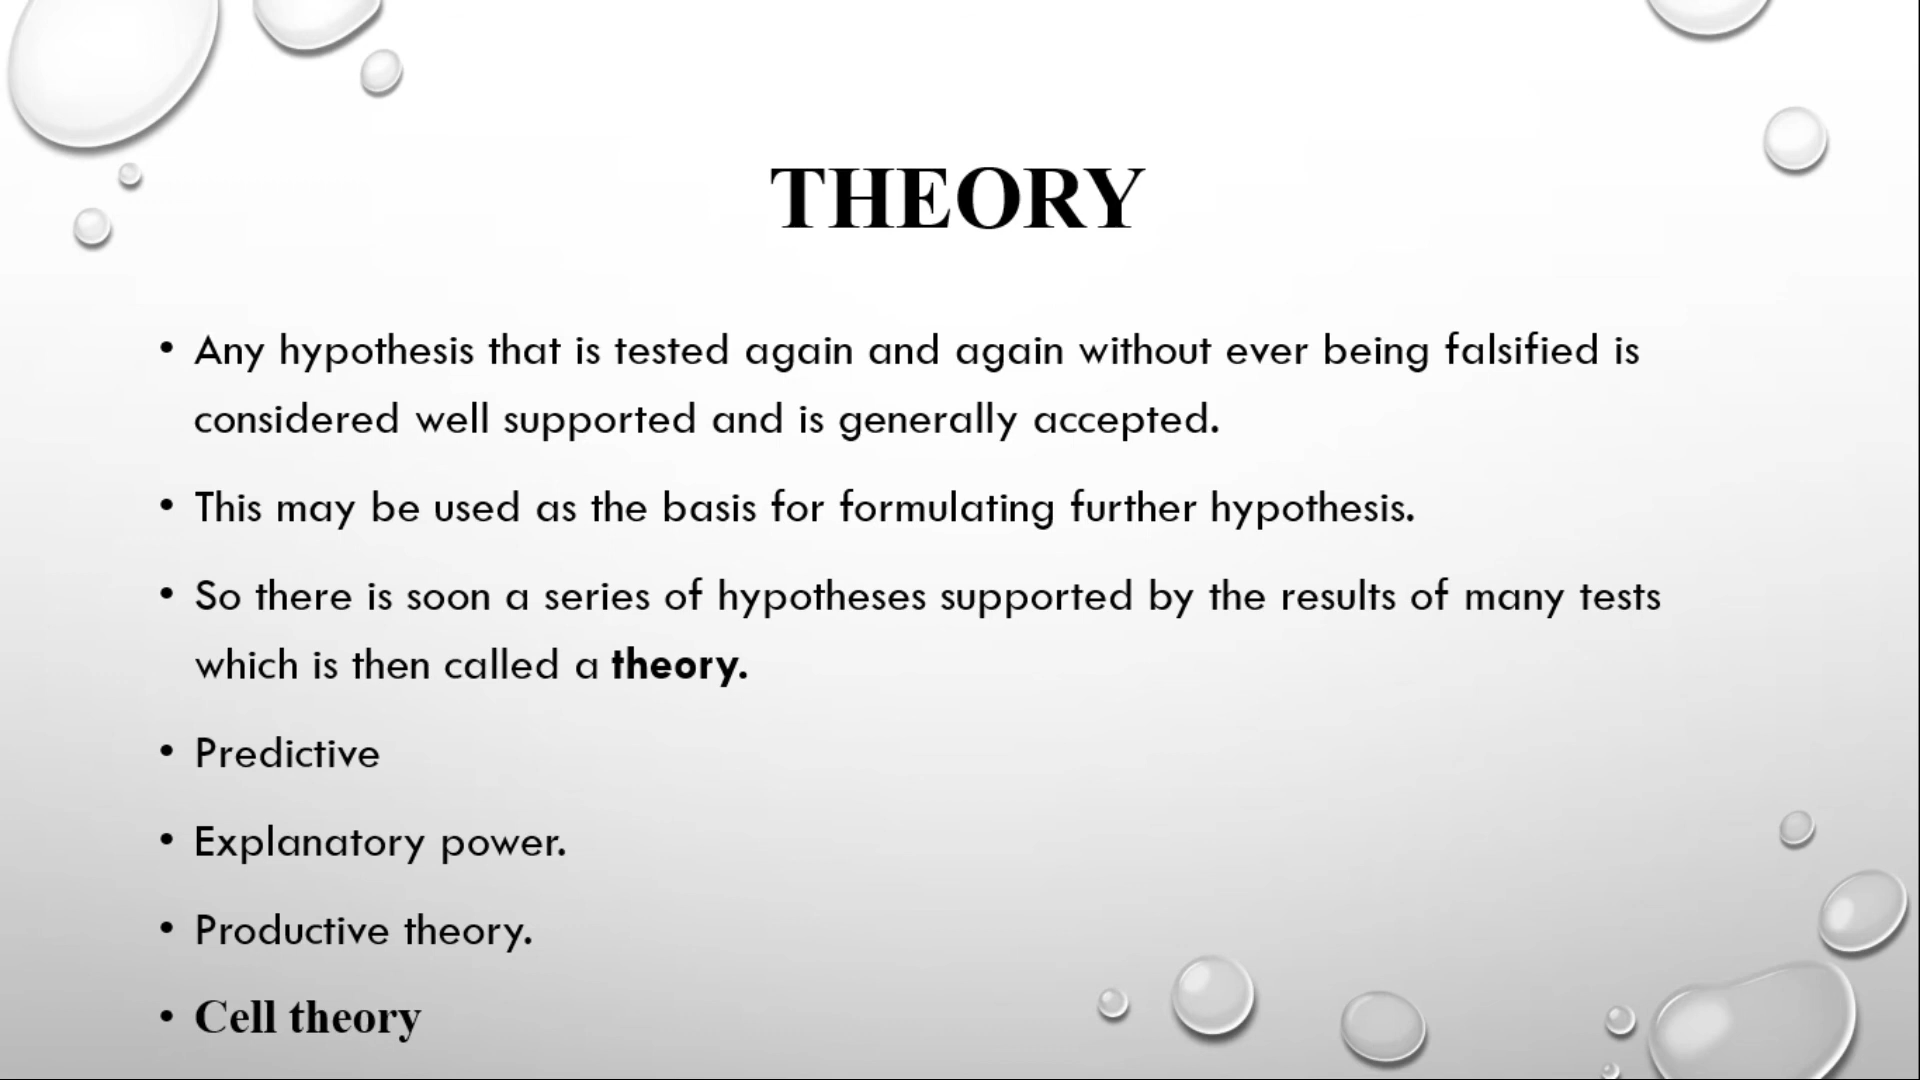 THEORY
• Any hypothesis that is tested again and again without ever being falsified is
considered well supported and is generally accepted.
• This may be used as the basis for formulating further hypothesis.
• So there is soon a series of hypotheses supported by the results of many tests
which is then called a theory.
• Predictive
• Explanatory power.
• Productive theory.
• Cell theory